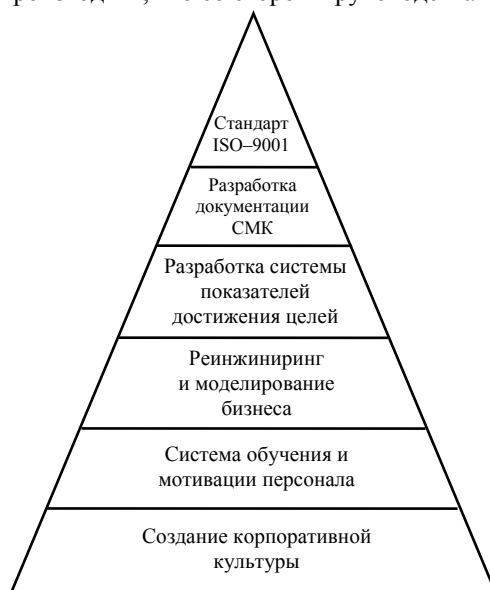 Стандарт
ISO–9001
Разработка
документации
СМК
Разработка системы
показателей
достижения целей
Реинжиниринг
и моделирование
бизнеса
Система обучения и
мотивации персонала
Создание корпоративной
культуры